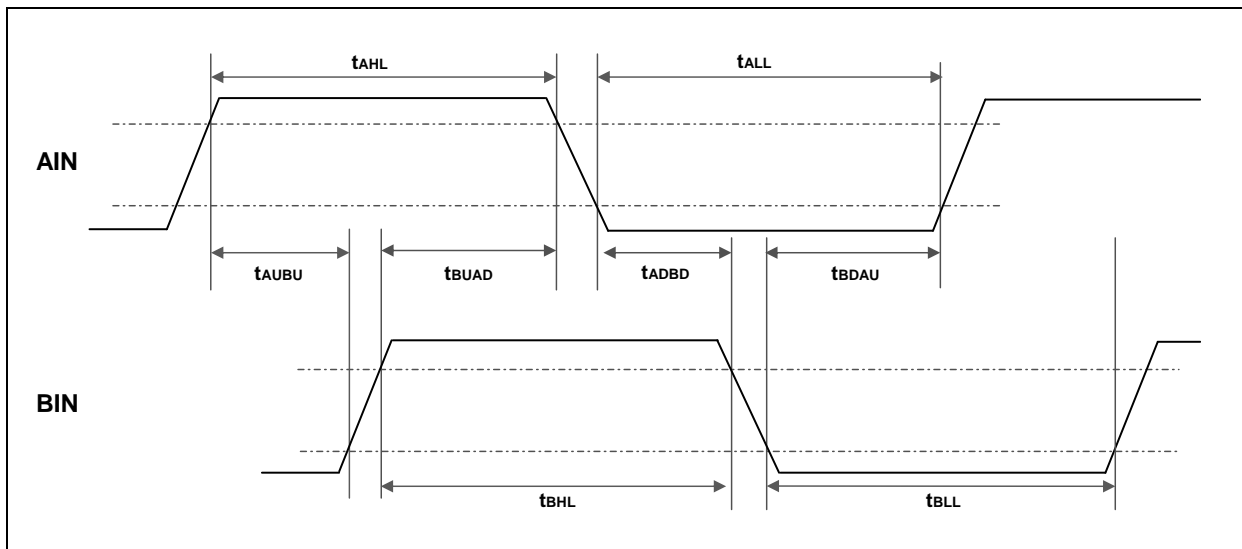 tAHL
tALL
AIN
tAUBU
tBUAD
tADBD
tBDAU
BIN
tBHL
tBLL